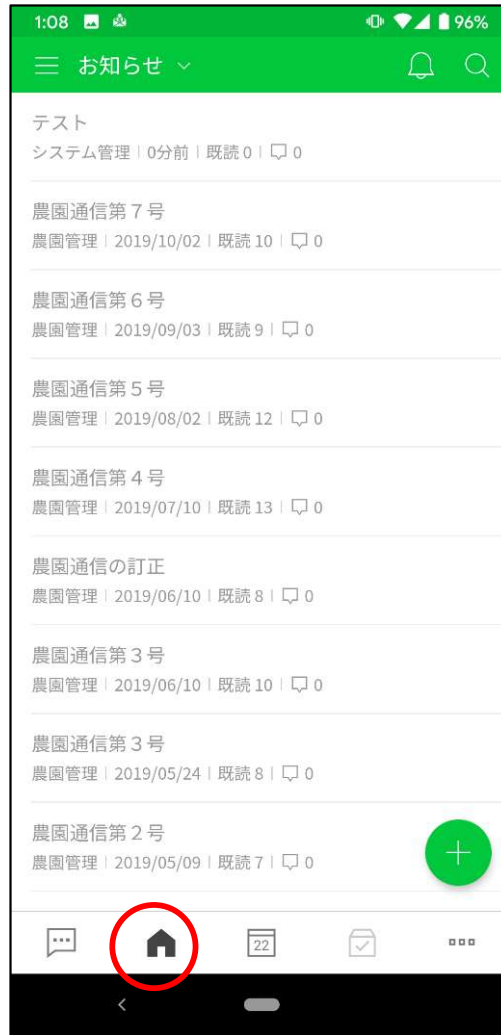 1:08 96%
お知らせ
テスト
システム管理 | 0分前 | 既読 0 | 0
農園通信第７号
農園管理 | 2019/10/02 | 既読 10 | 0
農園通信第６号
農園管理 | 2019/09/03 | 既読 9 | 0
農園通信第５号
農園管理 | 2019/08/02 | 既読 12 | 0
農園通信第４号
農園管理 | 2019/07/10 | 既読 13 | 0
農園通信の訂正
農園管理 | 2019/06/10 | 既読 8 | 0
農園通信第３号
農園管理 | 2019/06/10 | 既読 10 | 0
農園通信第３号
農園管理 | 2019/05/24 | 既読 8 | 0
農園通信第２号
農園管理 | 2019/05/09 | 既読 7 | 0
22